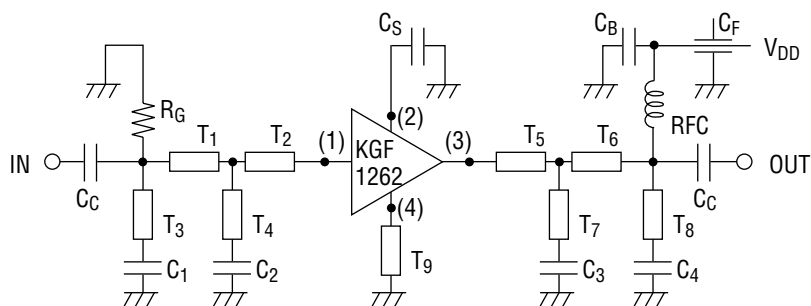 C_S
C_B
C_F
V_DD
R_G
(2)
RFC
IN
C_C
T_1
T_2
(1)
KGF
1262
(3)
T_5
T_6
C_C
OUT
T_3
T_4
(4)
T_9
T_7
T_8
C_1
C_2
C_3
C_4